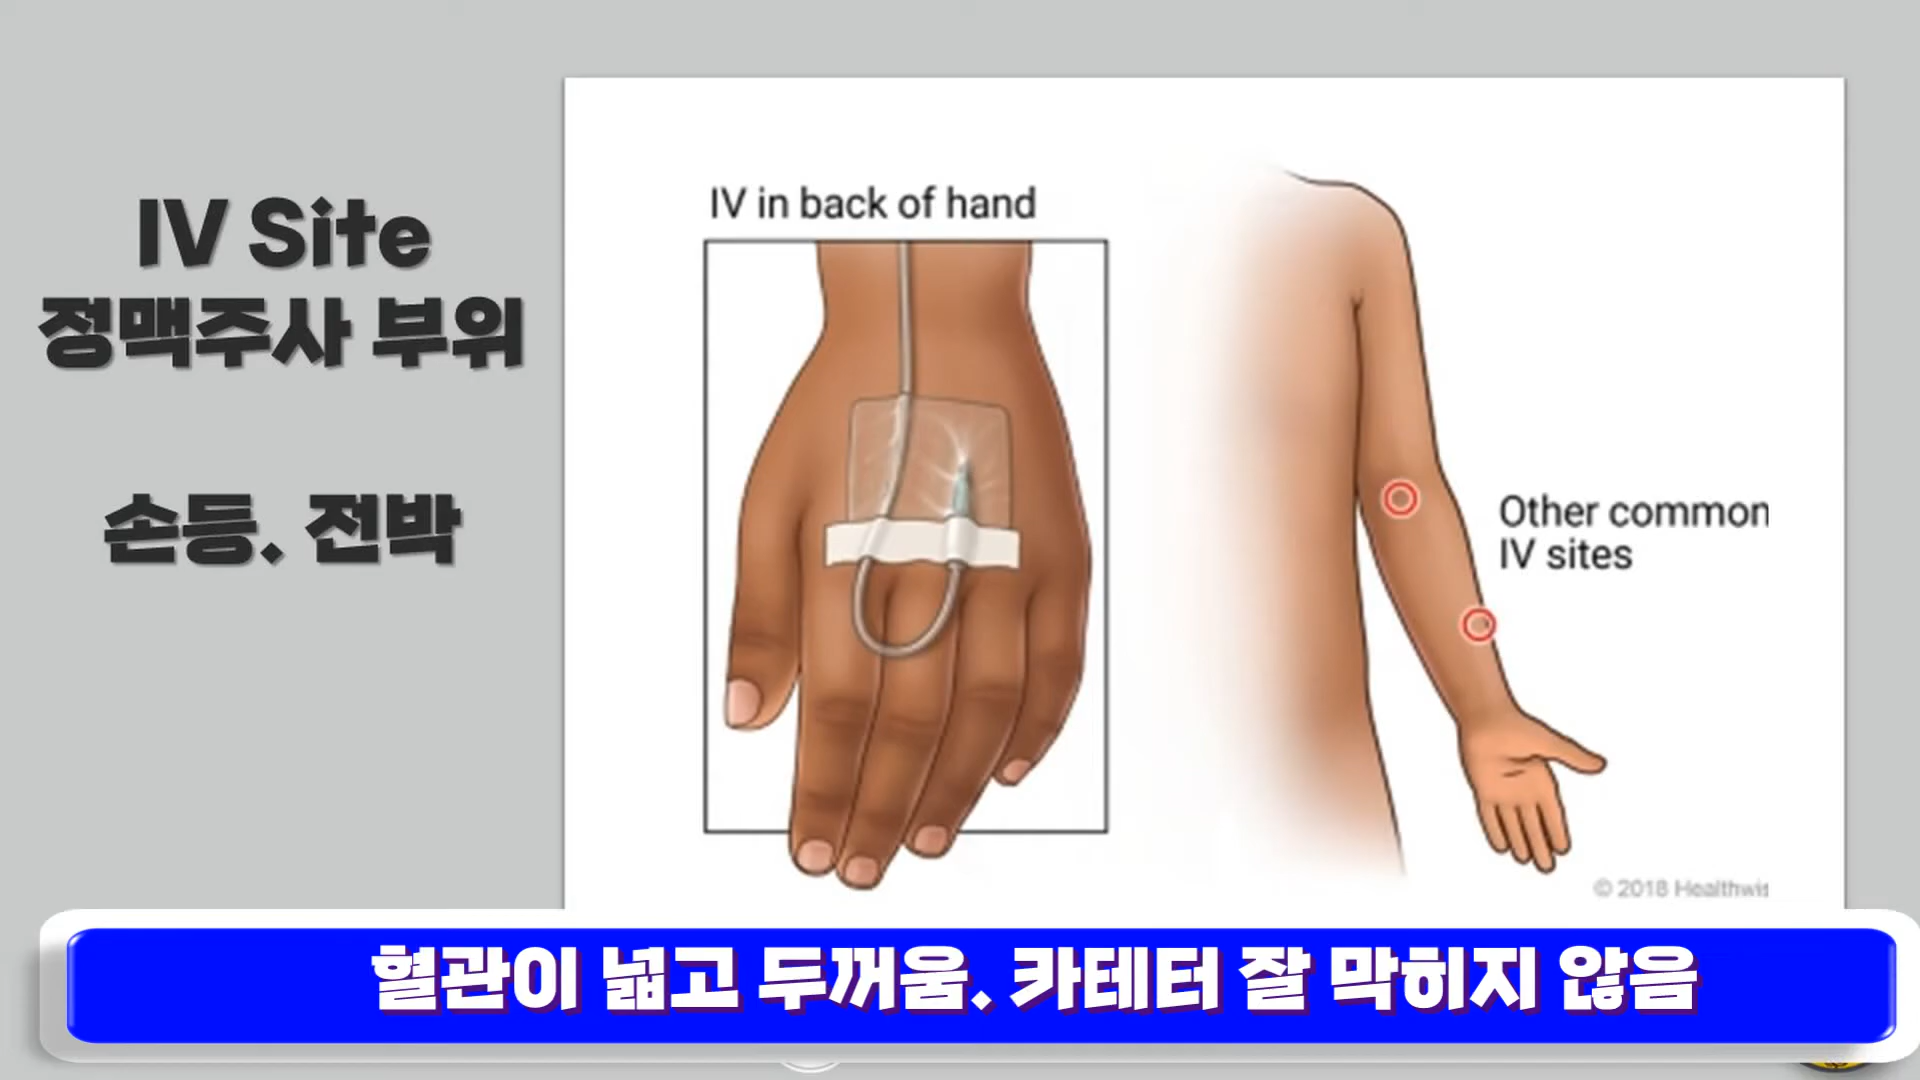 IV Site
정맥주사 부위
손등. 전박
IV in back of hand
Other common
IV sites
© 2018 Healthwis
혈관이 넓고 두꺼움. 카테터 잘 막히지 않음